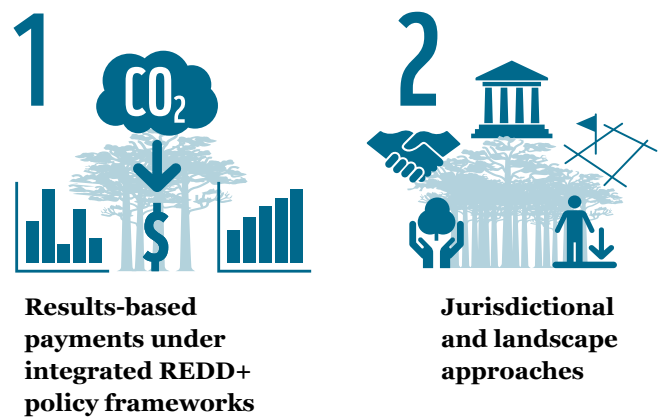 1
CO₂
$
Results-based
payments under
integrated REDD+
policy frameworks
2
Jurisdictional
and landscape
approaches